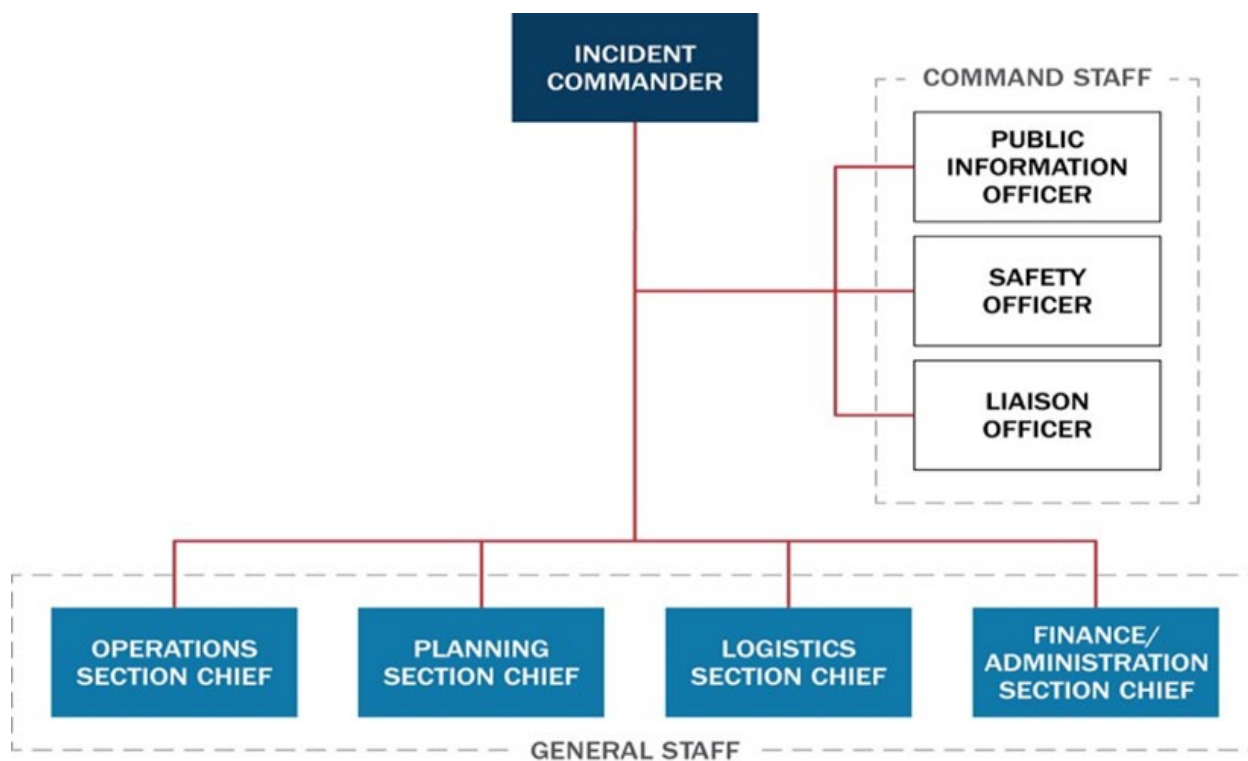 INCIDENT
COMMANDER
COMMAND STAFF
PUBLIC
INFORMATION
OFFICER
SAFETY
OFFICER
LIAISON
OFFICER
OPERATIONS
SECTION CHIEF
PLANNING
SECTION CHIEF
LOGISTICS
SECTION CHIEF
FINANCE/
ADMINISTRATION
SECTION CHIEF
GENERAL STAFF